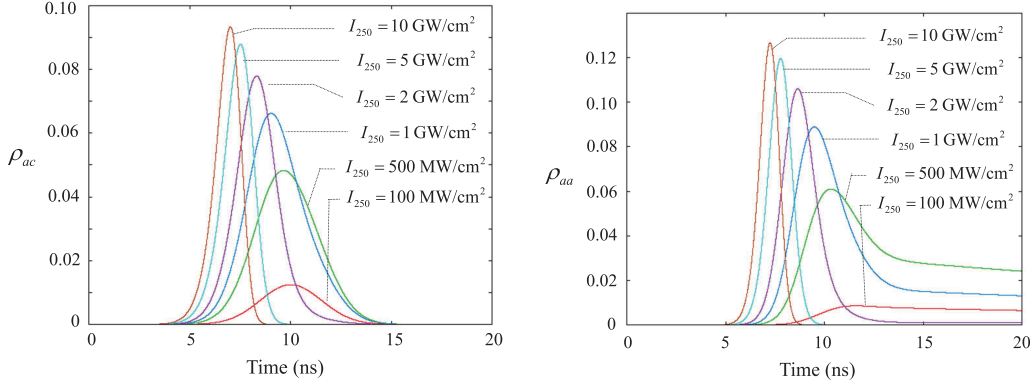 0.10
0.08
0.06
0.04
0.02
0
ρac
I250 = 10 GW/cm²
I250 = 5 GW/cm²
I250 = 2 GW/cm²
I250 = 1 GW/cm²
I250 = 500 MW/cm²
I250 = 100 MW/cm²
0 5 10 15 20
Time (ns)
0.12
0.10
0.08
0.06
0.04
0.02
0
ρaa
I250 = 10 GW/cm²
I250 = 5 GW/cm²
I250 = 2 GW/cm²
I250 = 1 GW/cm²
I250 = 500 MW/cm²
I250 = 100 MW/cm²
0 5 10 15 20
Time (ns)